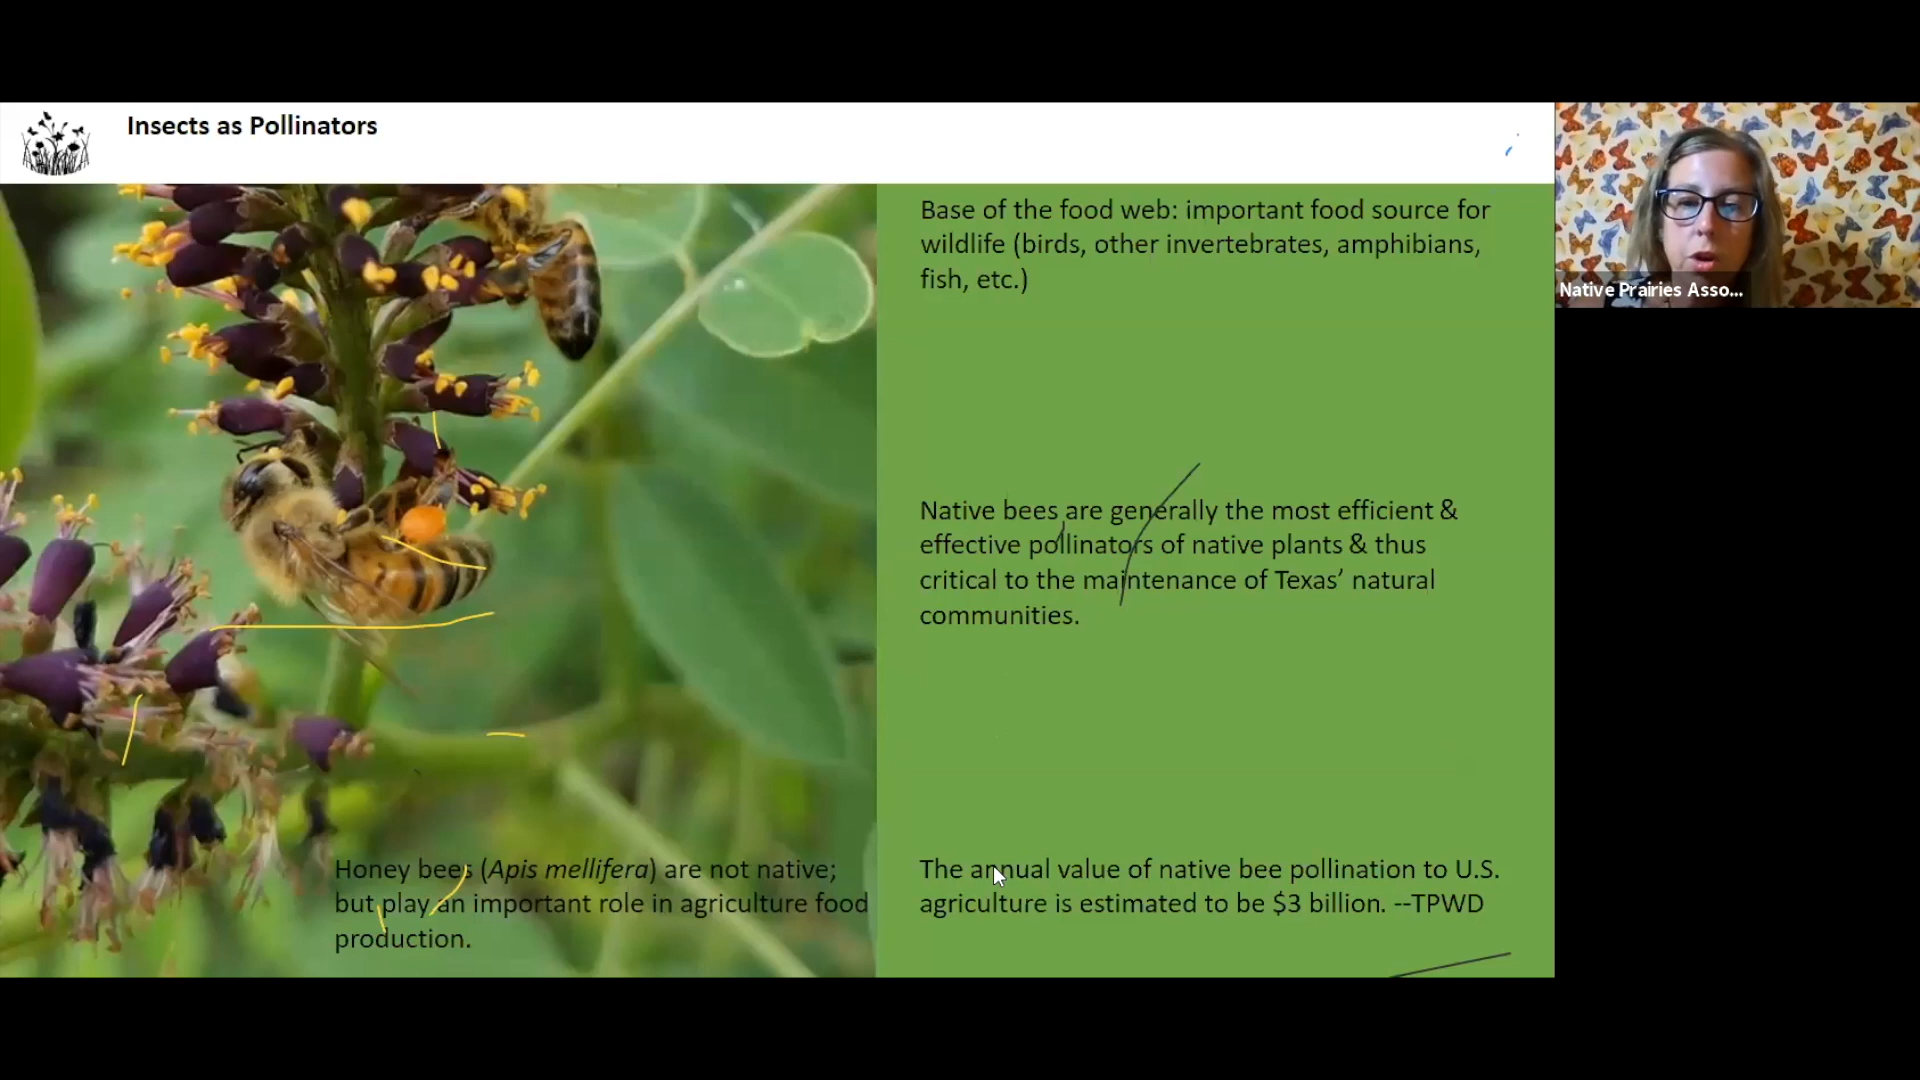 Insects as Pollinators
Base of the food web: important food source for
wildlife (birds, other invertebrates, amphibians,
fish, etc.)
Native Prairies Asso...
Native bees are generally the most efficient &
effective pollinators of native plants & thus
critical to the maintenance of Texas’ natural
communities.
Honey bees (Apis mellifera) are not native;
but play an important role in agriculture food
production.
The annual value of native bee pollination to U.S.
agriculture is estimated to be $3 billion. --TPWD